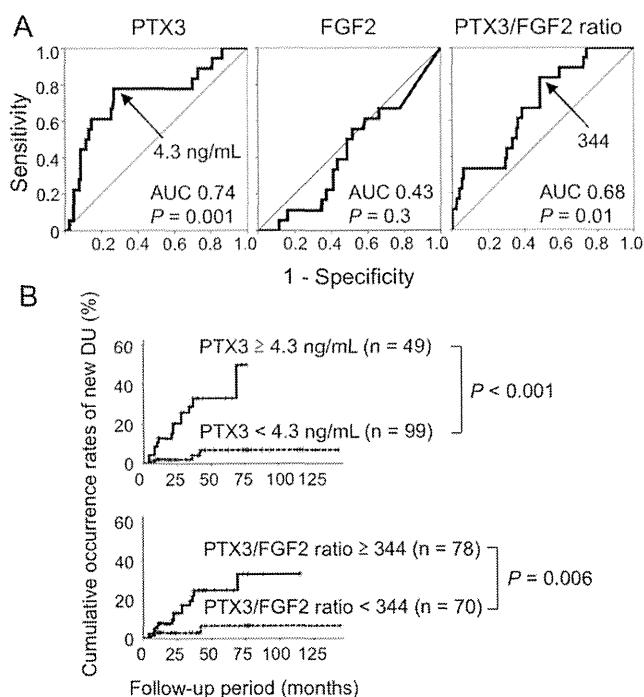 A
PTX3
FGF2
PTX3/FGF2 ratio
Sensitivity
1.0
0.8
0.6
0.4
0.2
0
4.3 ng/mL
AUC 0.74
P = 0.001
AUC 0.43
P = 0.3
344
AUC 0.68
P = 0.01
0.2 0.4 0.6 0.8 1.0
0.2 0.4 0.6 0.8 1.0
0.2 0.4 0.6 0.8 1.0
1 - Specificity
B
Cumulative occurrence rates of new DU (%)
60
40
20
0
PTX3 ≥ 4.3 ng/mL (n = 49)
PTX3 < 4.3 ng/mL (n = 99)
P < 0.001
0 25 50 75 100 125
60
40
20
0
PTX3/FGF2 ratio ≥ 344 (n = 78)
PTX3/FGF2 ratio < 344 (n = 70)
P = 0.006
0 25 50 75 100 125
Follow-up period (months)